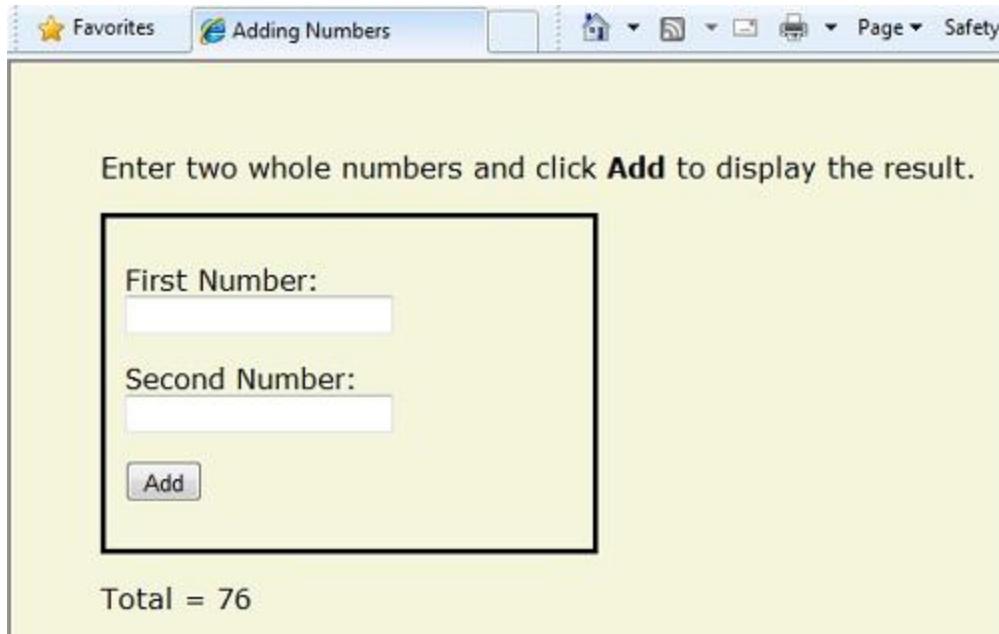 Favorites Adding Numbers Page Safety
Enter two whole numbers and click Add to display the result.
First Number:
Second Number:
Add
Total = 76